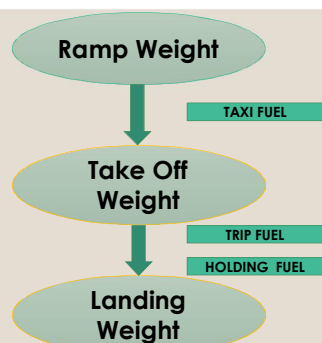 Ramp Weight
TAXI FUEL
Take Off
Weight
TRIP FUEL
HOLDING FUEL
Landing
Weight